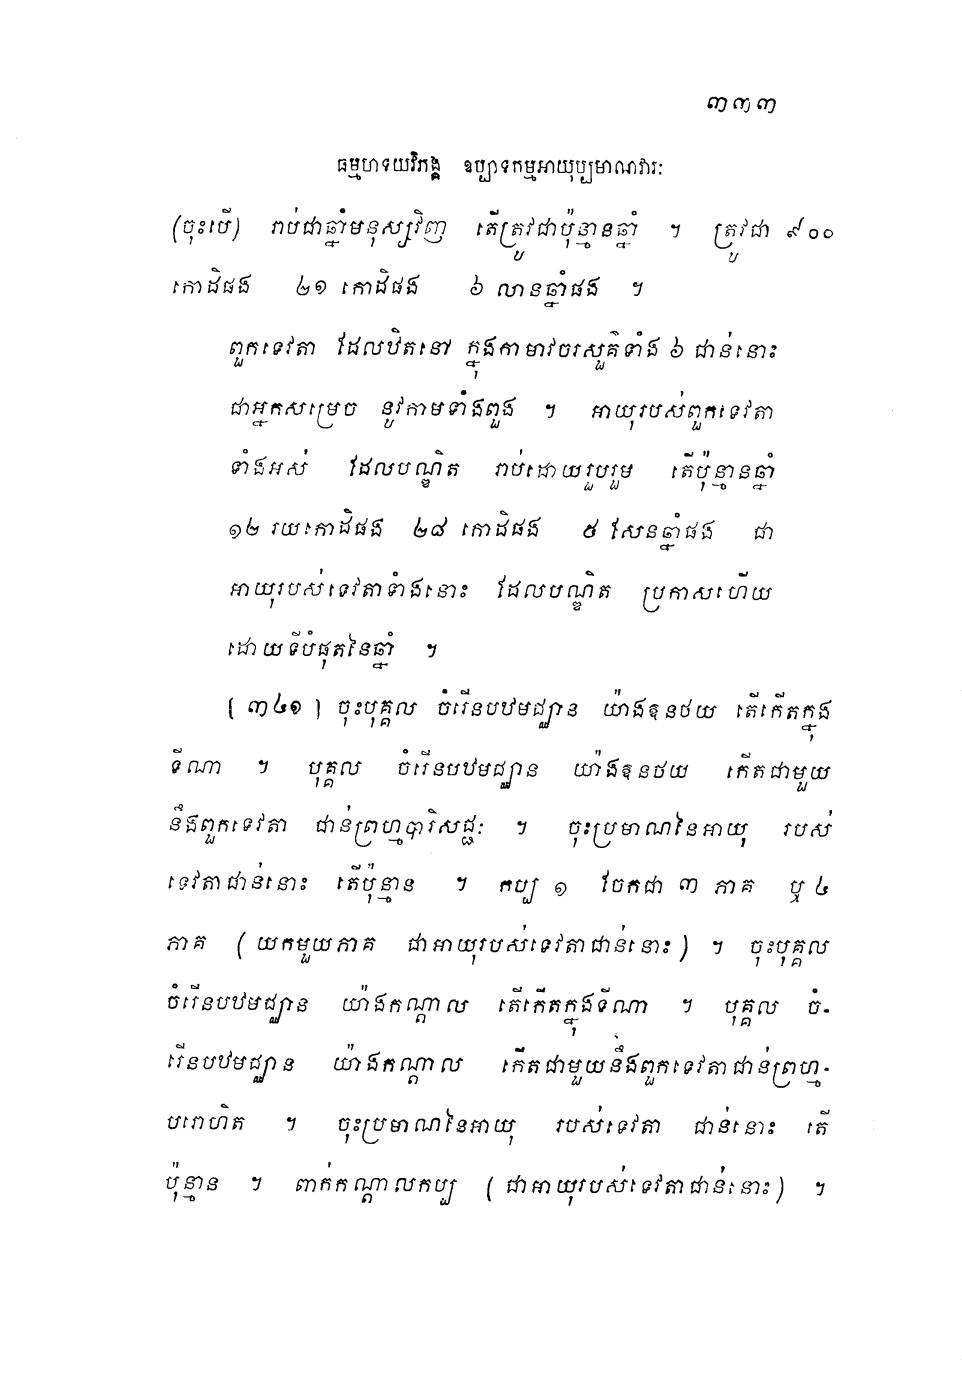 ៣៣៣
ធម្មហទយវិភង្គ ឧប្បាទកម្មអាយុប្បមាណវារៈ
(ចុះបើ) រាប់ជាឆ្នាំមនុស្សវិញ តើត្រូវជាប៉ុន្មានឆ្នាំ ។ ត្រូវជា ៩០០
កោដិផង ២១ កោដិផង ៦ លានឆ្នាំផង ។
ពួកទេវតា ដែលឋិតនៅ ក្នុងកាមាវចរសួគ៌ទាំង ៦ ជាន់នោះ
ជាអ្នកសម្រេច នូវកាមទាំងពួង ។ អាយុរបស់ពួកទេវតា
ទាំងអស់ ដែលបណ្ឌិត រាប់ដោយរួបរួម តើប៉ុន្មានឆ្នាំ
១២ រយកោដិផង ២៨ កោដិផង ៥ សែនឆ្នាំផង ជា
អាយុរបស់ទេវតាទាំងនោះ ដែលបណ្ឌិត ប្រកាសហើយ
ដោយទីបំផុតនៃឆ្នាំ ។
[ ៣៤១ ] ចុះបុគ្គល ចំរើនបឋមជ្ឈាន យ៉ាងឱនថយ តើកើតក្នុង
ទីណា ។ បុគ្គល ចំរើនបឋមជ្ឈាន យ៉ាងឱនថយ កើតជាមួយ
នឹងពួកទេវតា ជាន់ព្រហ្មបារិសជ្ជៈ ។ ចុះប្រមាណនៃអាយុ របស់
ទេវតាជាន់នោះ តើប៉ុន្មាន ។ កប្ប ១ ចែកជា ៣ ភាគ ឬ ៤
ភាគ ( យកមួយភាគ ជាអាយុរបស់ទេវតាជាន់នោះ ) ។ ចុះបុគ្គល
ចំរើនបឋមជ្ឈាន យ៉ាងកណ្តាល តើកើតក្នុងទីណា ។ បុគ្គល ចំ-
រើនបឋមជ្ឈាន យ៉ាងកណ្តាល កើតជាមួយនឹងពួកទេវតាជាន់ព្រហ្ម-
បរោហិត ។ ចុះប្រមាណនៃអាយុ របស់ទេវតា ជាន់នោះ តើ
ប៉ុន្មាន ។ ពាក់កណ្តាលកប្ប ( ជាអាយុរបស់ទេវតាជាន់នោះ ) ។